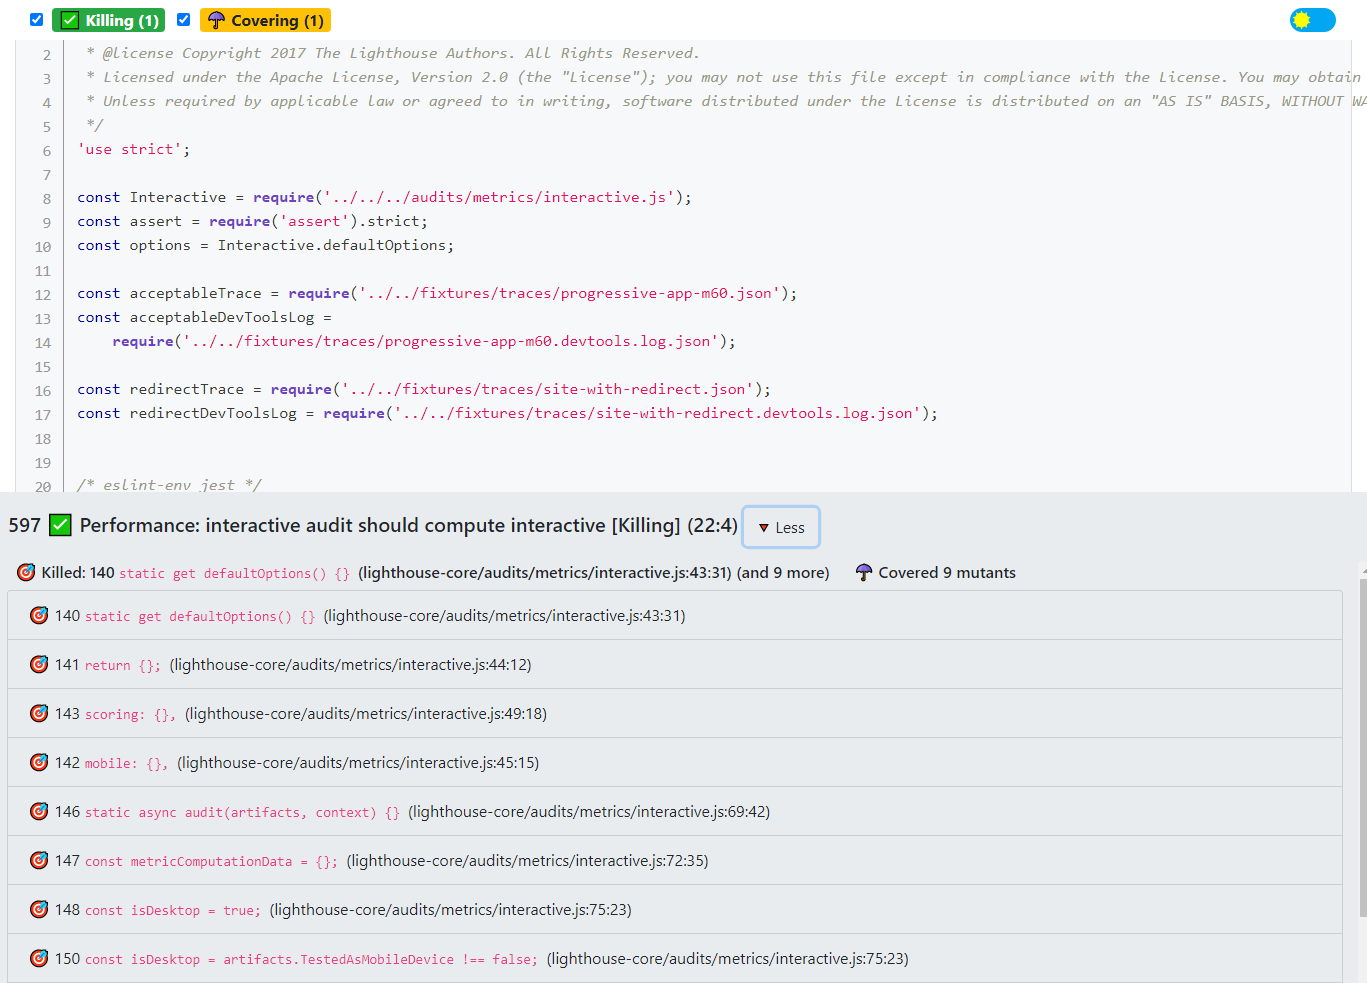 Killing (1) Covering (1)
2 * @license Copyright 2017 The Lighthouse Authors. All Rights Reserved.
3 * Licensed under the Apache License, Version 2.0 (the "License"); you may not use this file except in compliance with the License. You may obtain
4 * Unless required by applicable law or agreed to in writing, software distributed under the License is distributed on an "AS IS" BASIS, WITHOUT WA
5 */
6 'use strict';
7
8 const Interactive = require('../../../audits/metrics/interactive.js');
9 const assert = require('assert').strict;
10 const options = Interactive.defaultOptions;
11
12 const acceptableTrace = require('../../fixtures/traces/progressive-app-m60.json');
13 const acceptableDevToolsLog =
14 require('../../fixtures/traces/progressive-app-m60.devtools.log.json');
15
16 const redirectTrace = require('../../fixtures/traces/site-with-redirect.json');
17 const redirectDevToolsLog = require('../../fixtures/traces/site-with-redirect.devtools.log.json');
18
19
20 /* eslint-env jest */
597 ✅ Performance: interactive audit should compute interactive [Killing] (22:4) ▼ Less
🎯 Killed: 140 static get defaultOptions() {} (lighthouse-core/audits/metrics/interactive.js:43:31) (and 9 more) ☂ Covered 9 mutants
🎯 140 static get defaultOptions() {} (lighthouse-core/audits/metrics/interactive.js:43:31)
🎯 141 return {}; (lighthouse-core/audits/metrics/interactive.js:44:12)
🎯 143 scoring: {}, (lighthouse-core/audits/metrics/interactive.js:49:18)
🎯 142 mobile: {}, (lighthouse-core/audits/metrics/interactive.js:45:15)
🎯 146 static async audit(artifacts, context) {} (lighthouse-core/audits/metrics/interactive.js:69:42)
🎯 147 const metricComputationData = {}; (lighthouse-core/audits/metrics/interactive.js:72:35)
🎯 148 const isDesktop = true; (lighthouse-core/audits/metrics/interactive.js:75:23)
🎯 150 const isDesktop = artifacts.TestedAsMobileDevice !== false; (lighthouse-core/audits/metrics/interactive.js:75:23)